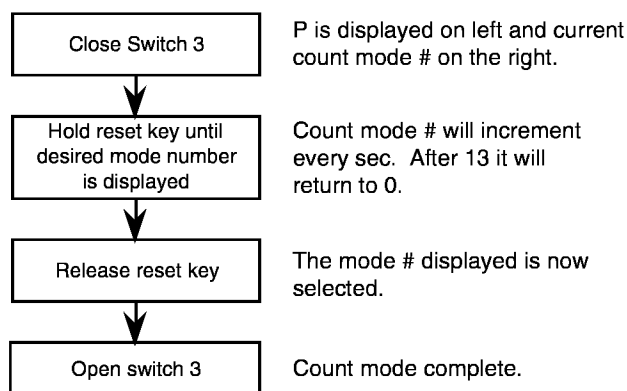 Close Switch 3
P is displayed on left and current
count mode # on the right.
Hold reset key until
desired mode number
is displayed
Count mode # will increment
every sec. After 13 it will
return to 0.
Release reset key
The mode # displayed is now
selected.
Open switch 3
Count mode complete.